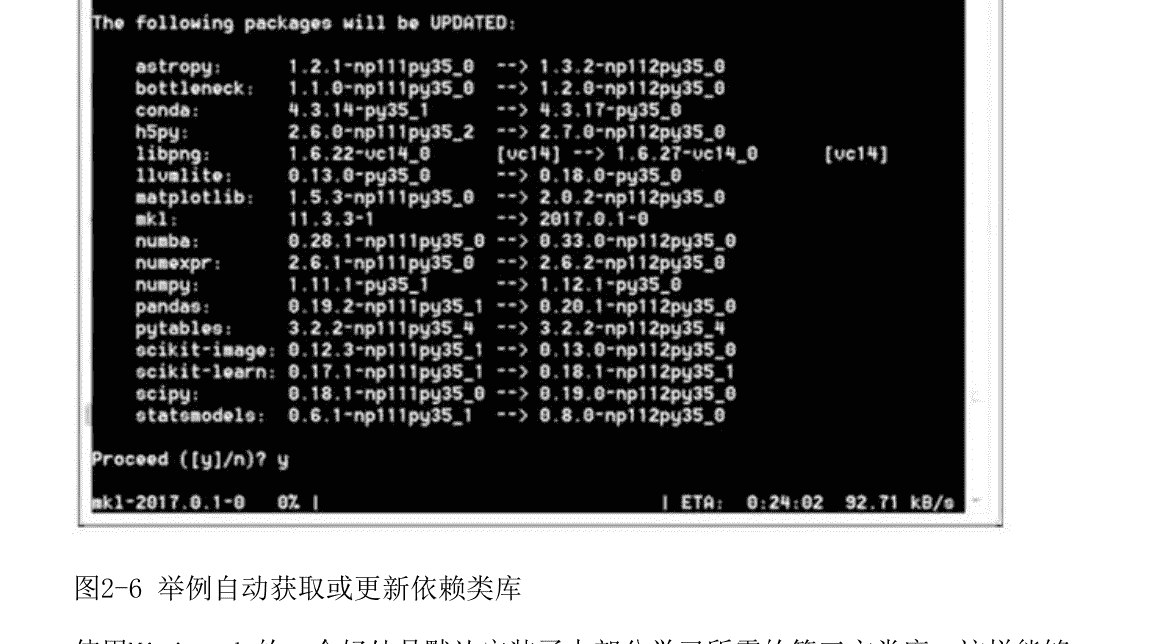 The following packages will be UPDATED:
astropy: 1.2.1-np111py35_0 --> 1.3.2-np112py35_0
bottleneck: 1.1.0-np111py35_0 --> 1.2.0-np112py35_0
conda: 4.3.14-py35_1 --> 4.3.17-py35_0
h5py: 2.6.0-np111py35_2 --> 2.7.0-np112py35_0
libpng: 1.6.22-vc14_0 [vc14] --> 1.6.27-vc14_0 [vc14]
llvmlite: 0.13.0-py35_0 --> 0.18.0-py35_0
matplotlib: 1.5.3-np111py35_0 --> 2.0.2-np112py35_0
mkl: 11.3.3-1 --> 2017.0.1-0
numba: 0.28.1-np111py35_0 --> 0.33.0-np112py35_0
numexpr: 2.6.1-np111py35_0 --> 2.6.2-np112py35_0
numpy: 1.11.1-py35_1 --> 1.12.1-py35_0
pandas: 0.19.2-np111py35_1 --> 0.20.1-np112py35_0
pytables: 3.2.2-np111py35_4 --> 3.2.2-np112py35_4
scikit-image: 0.12.3-np111py35_1 --> 0.13.0-np112py35_0
scikit-learn: 0.17.1-np111py35_1 --> 0.18.1-np112py35_1
scipy: 0.18.1-np111py35_0 --> 0.19.0-np112py35_0
statsmodels: 0.6.1-np111py35_1 --> 0.8.0-np112py35_0
Proceed ([y]/n)? y
mkl-2017.0.1-0 0% | | ETA: 0:24:02 92.71 kB/s
图2-6 举例自动获取或更新依赖类库